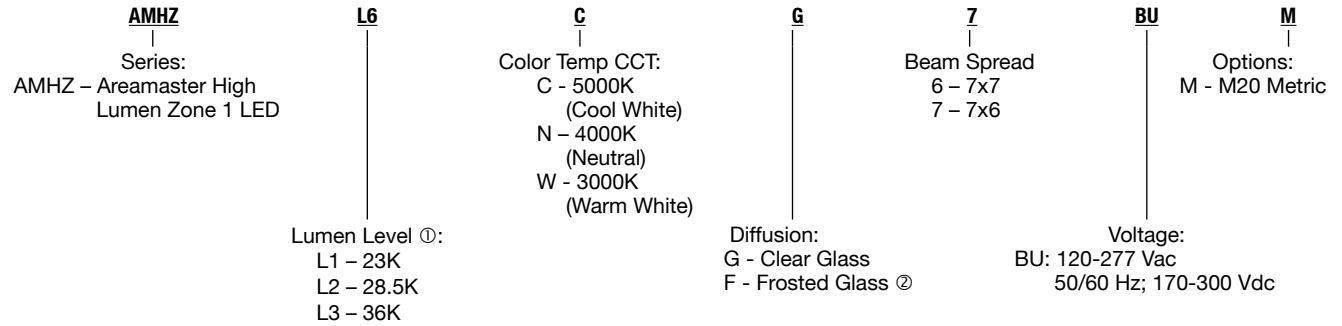 AMHZ L6 C G 7 BU M
Series:
AMHZ – Areamaster High
Lumen Zone 1 LED
Color Temp CCT:
C - 5000K
(Cool White)
N – 4000K
(Neutral)
W - 3000K
(Warm White)
Beam Spread
6 – 7x7
7 – 7x6
Options:
M - M20 Metric
Lumen Level ①:
L1 – 23K
L2 – 28.5K
L3 – 36K
Diffusion:
G - Clear Glass
F - Frosted Glass ②
Voltage:
BU: 120-277 Vac
50/60 Hz; 170-300 Vdc